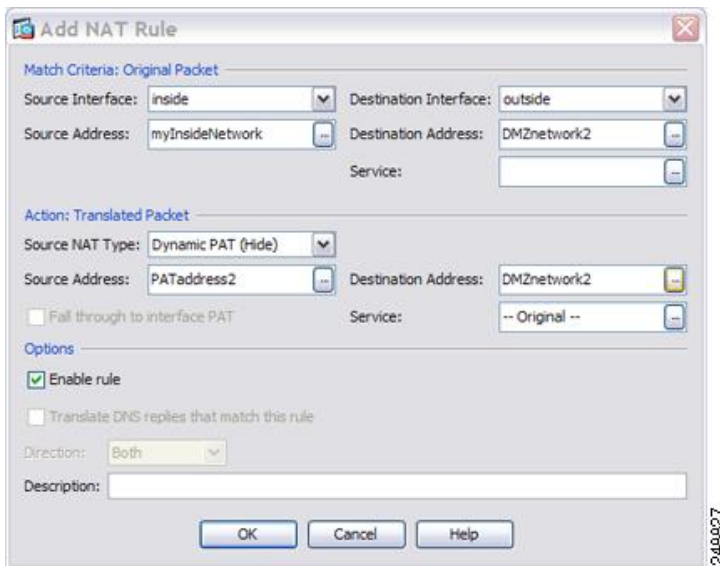 Add NAT Rule
Match Criteria: Original Packet
Source Interface: inside Destination Interface: outside
Source Address: myInsideNetwork ... Destination Address: DMZnetwork2 ...
Service: ...
Action: Translated Packet
Source NAT Type: Dynamic PAT (Hide)
Source Address: PATaddress2 ... Destination Address: DMZnetwork2 ...
Fall through to interface PAT Service: -- Original -- ...
Options
Enable rule
Translate DNS replies that match this rule
Direction: Both
Description:
OK Cancel Help
248827